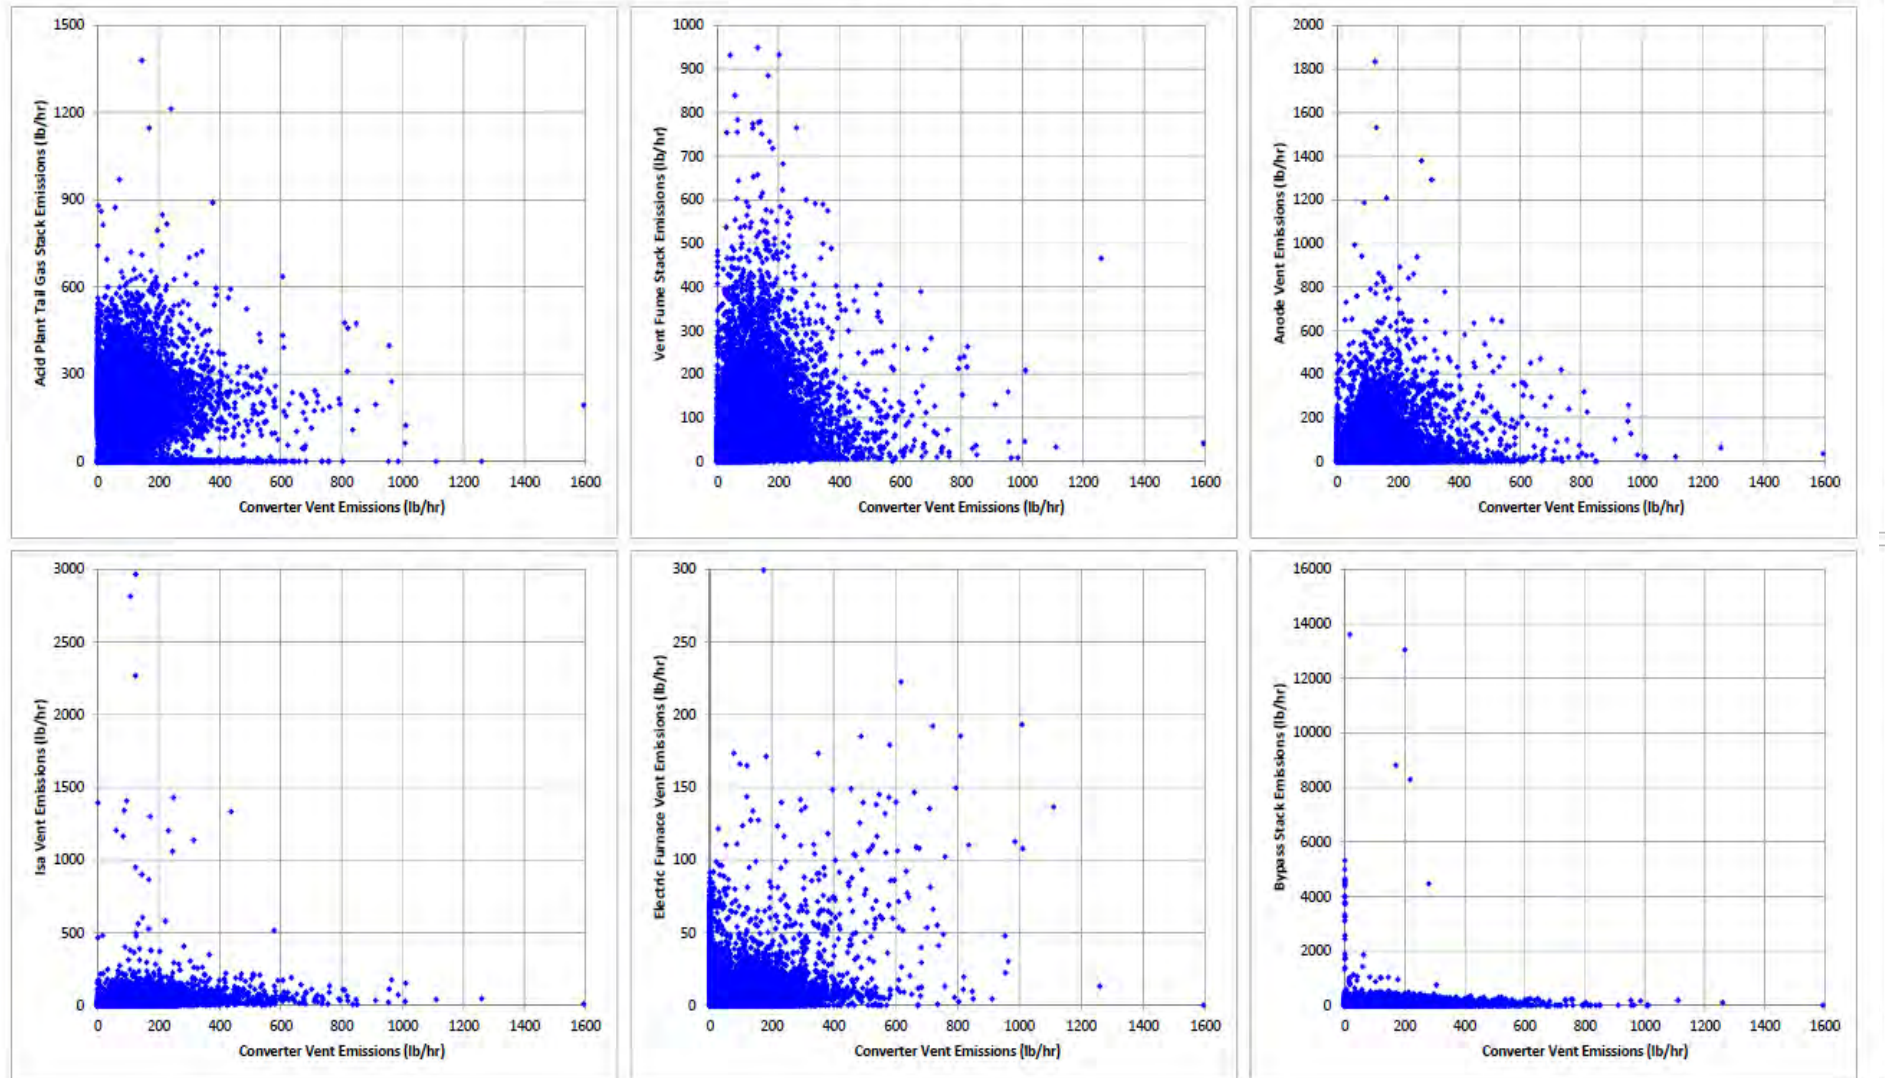 1500
1200
900
600
300
0
0 200 400 600 800 1000 1200 1400 1600
Acid Plant Tail Gas Stack Emissions (lb/hr)
Converter Vent Emissions (lb/hr)
1000
900
800
700
600
500
400
300
200
100
0
0 200 400 600 800 1000 1200 1400 1600
Vent Fume Stack Emissions (lb/hr)
Converter Vent Emissions (lb/hr)
2000
1800
1600
1400
1200
1000
800
600
400
200
0
0 200 400 600 800 1000 1200 1400 1600
Anode Vent Emissions (lb/hr)
Converter Vent Emissions (lb/hr)
3000
2500
2000
1500
1000
500
0
0 200 400 600 800 1000 1200 1400 1600
Isa Vent Emissions (lb/hr)
Converter Vent Emissions (lb/hr)
300
250
200
150
100
50
0
0 200 400 600 800 1000 1200 1400 1600
Electric Furnace Vent Emissions (lb/hr)
Converter Vent Emissions (lb/hr)
16000
14000
12000
10000
8000
6000
4000
2000
0
0 200 400 600 800 1000 1200 1400 1600
Bypass Stack Emissions (lb/hr)
Converter Vent Emissions (lb/hr)